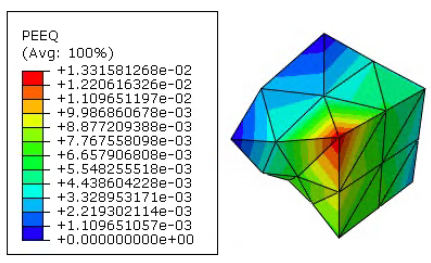 PEEQ
(Avg: 100%)
+1.331581268e-02
+1.220616326e-02
+1.109651197e-02
+9.986860678e-03
+8.877209388e-03
+7.767558098e-03
+6.657906808e-03
+5.548255518e-03
+4.438604228e-03
+3.328953171e-03
+2.219302114e-03
+1.109651057e-03
+0.000000000e+00